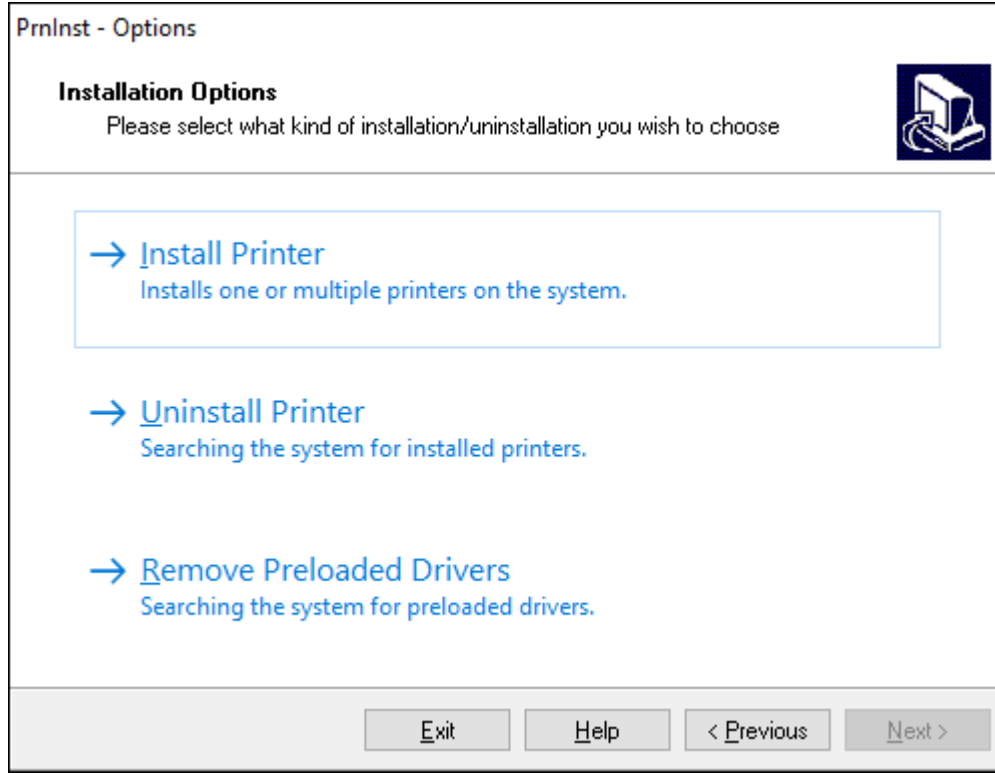 PrnInst - Options
Installation Options
Please select what kind of installation/uninstallation you wish to choose
→ Install Printer
Installs one or multiple printers on the system.
→ Uninstall Printer
Searching the system for installed printers.
→ Remove Preloaded Drivers
Searching the system for preloaded drivers.
Exit Help < Previous Next >